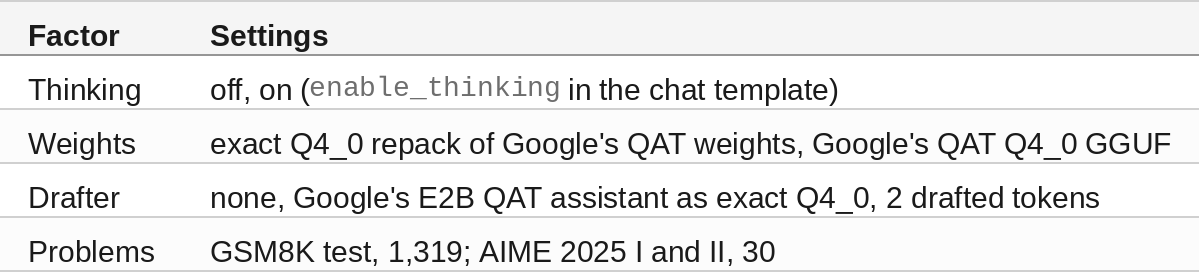 Factor Settings
Thinking off, on (enable_thinking in the chat template)
Weights exact Q4_0 repack of Google's QAT weights, Google's QAT Q4_0 GGUF
Drafter none, Google's E2B QAT assistant as exact Q4_0, 2 drafted tokens
Problems GSM8K test, 1,319; AIME 2025 I and II, 30